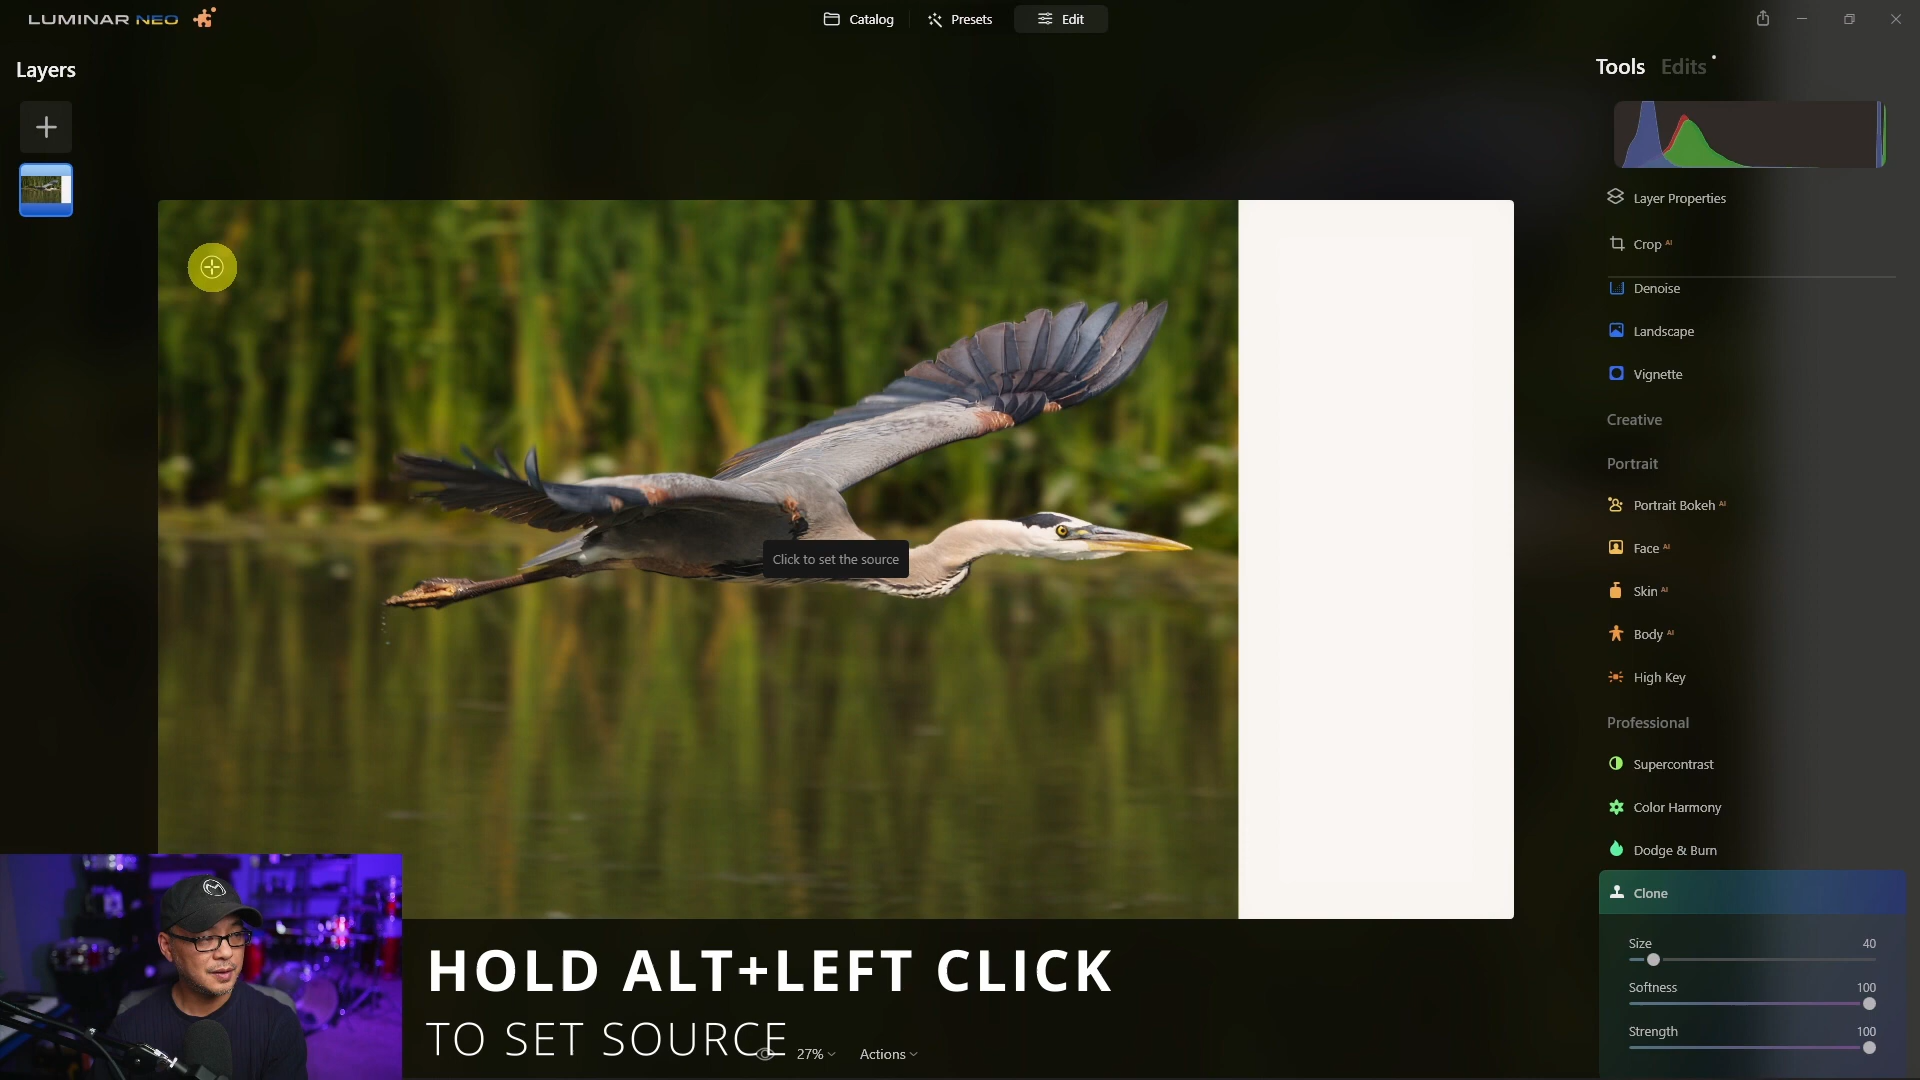 LUMINAR NEO
Catalog
Presets
Edit
Layers
Tools
Edits
Layer Properties
Crop AI
Denoise
Landscape
Vignette
Creative
Portrait
Portrait Bokeh AI
Face AI
Skin AI
Body AI
High Key
Professional
Supercontrast
Color Harmony
Dodge & Burn
Clone
Size 40
Softness 100
Strength 100
Click to set the source
HOLD ALT+LEFT CLICK
TO SET SOURCE
27%
Actions